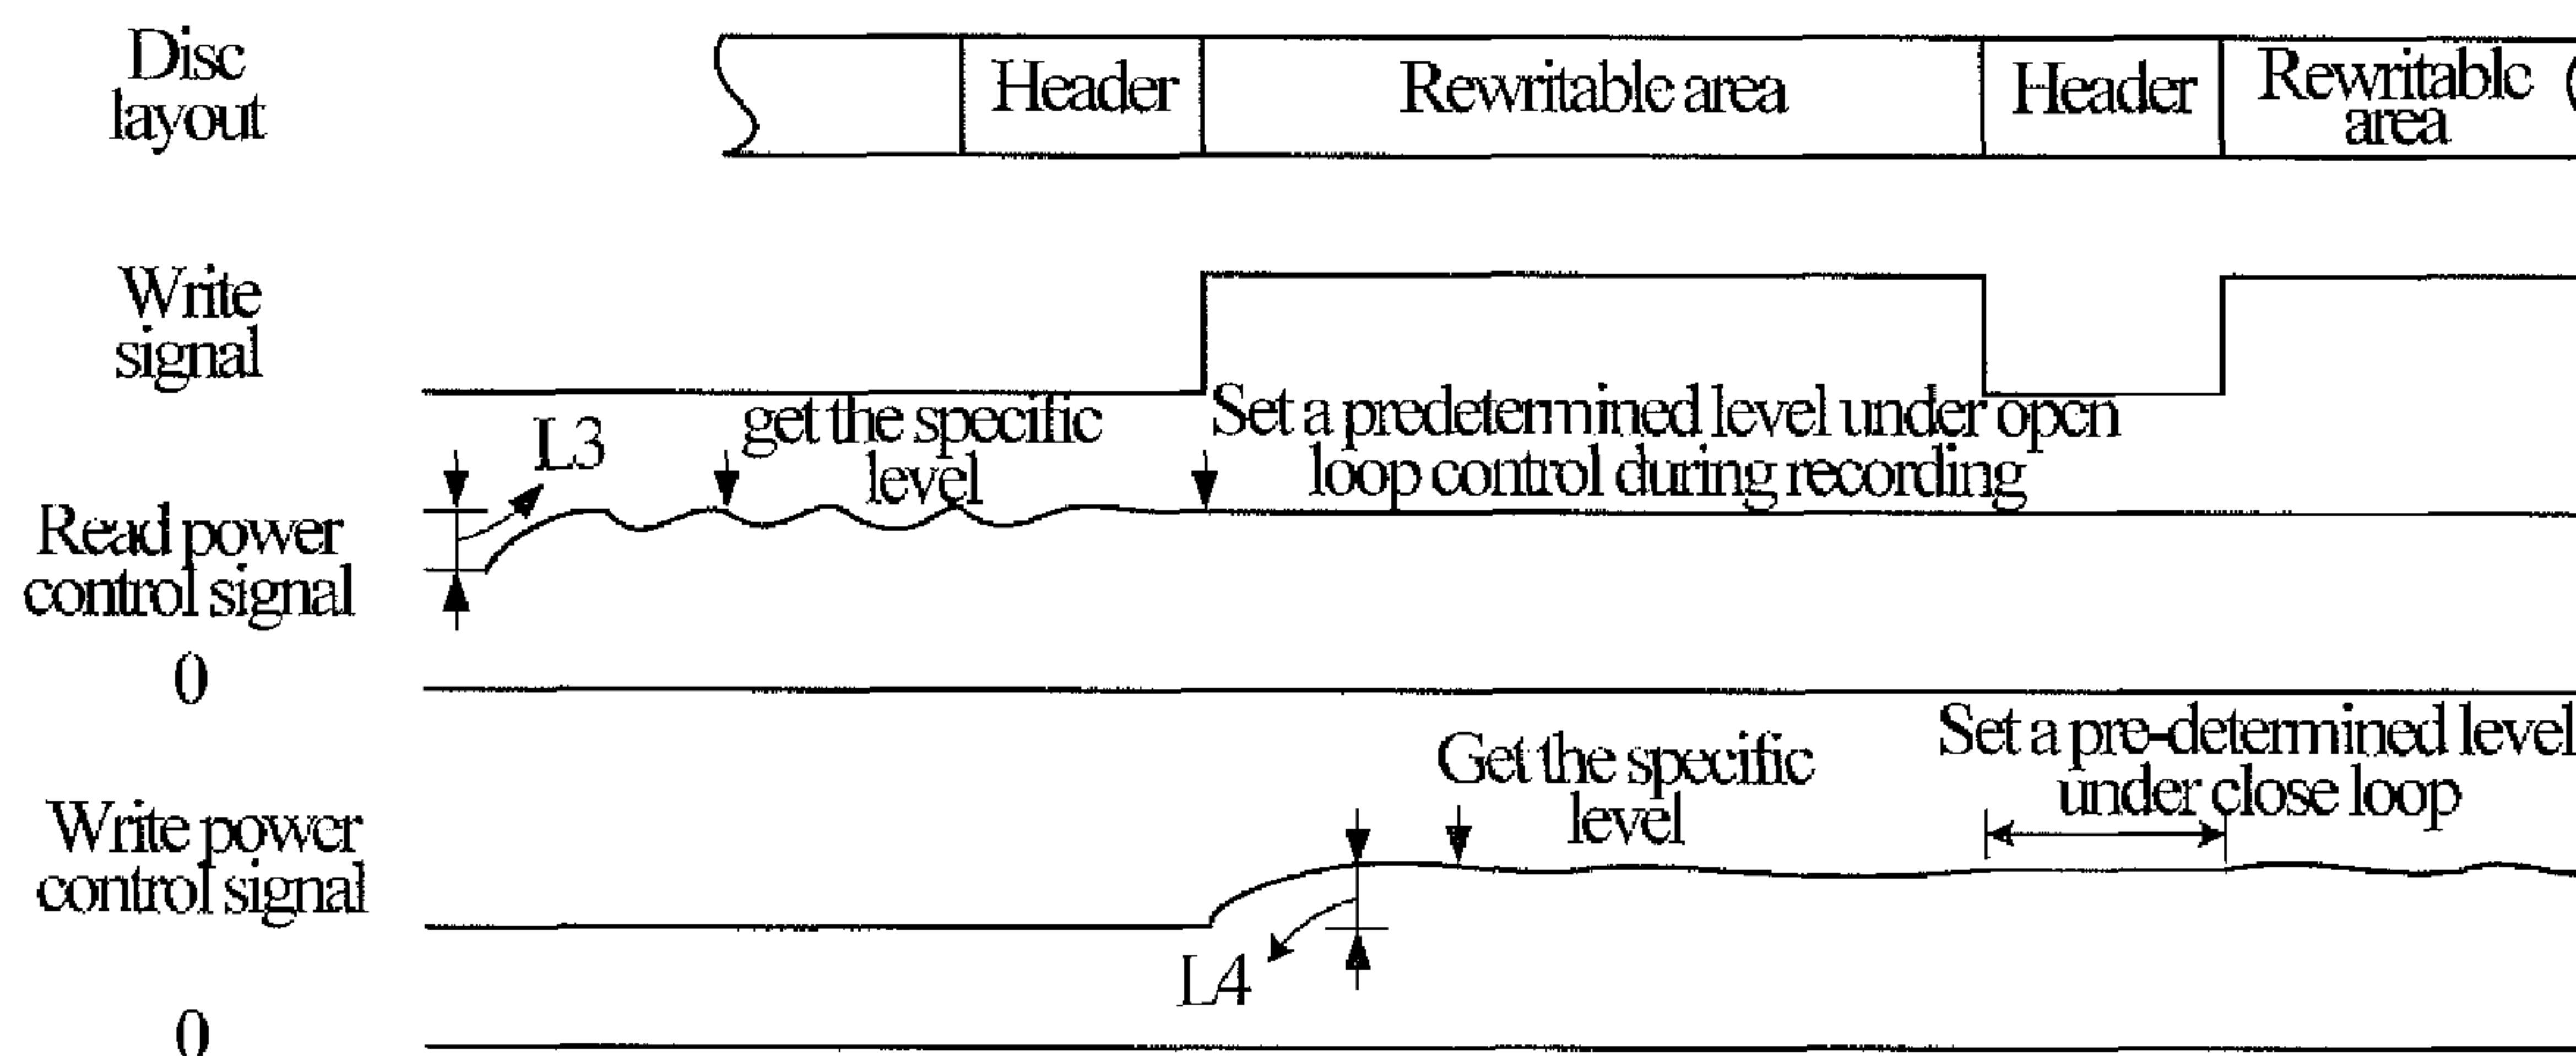 Disc
layout
Header
Rewritable area
Header
Rewritable
area
Write
signal
L3
get the specific
level
Set a predetermined level under open
loop control during recording
Read power
control signal
0
Get the specific
level
Set a pre-determined level
under close loop
Write power
control signal
L4
0